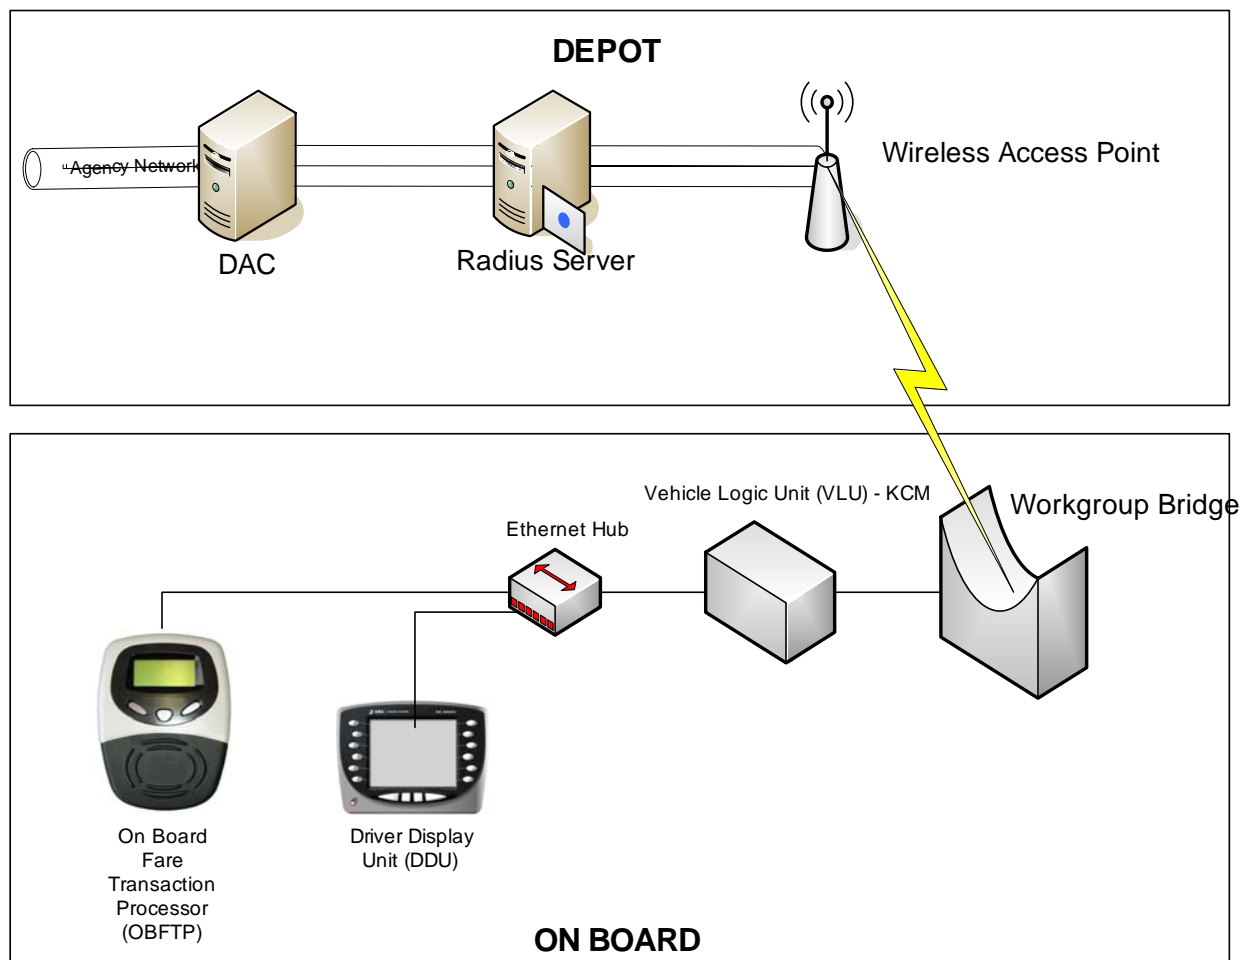 DEPOT
Agency Network
Wireless Access Point
DAC
Radius Server
Vehicle Logic Unit (VLU) - KCM
Workgroup Bridge
Ethernet Hub
On Board
Fare
Transaction
Processor
(OBFTP)
Driver Display
Unit (DDU)
ON BOARD